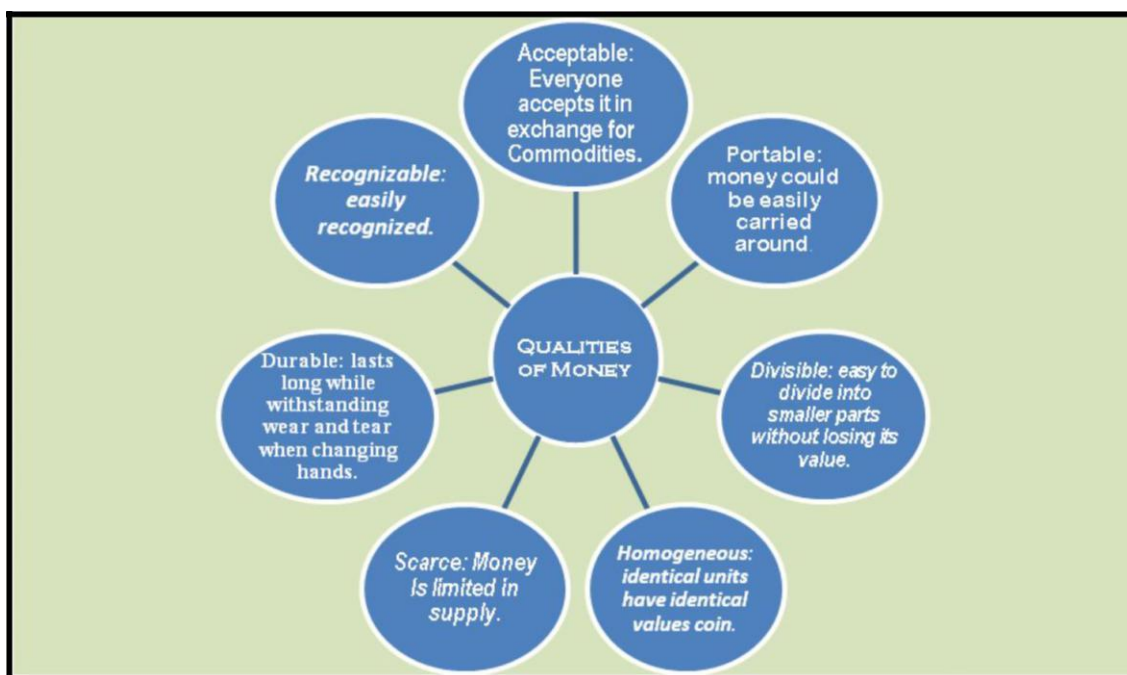 Acceptable:
Everyone
accepts it in
exchange for
Commodities.
Portable:
money could
be easily
carried
around.
Divisible: easy to
divide into
smaller parts
without losing its
value.
Homogeneous:
identical units
have identical
values coin.
Scarce: Money
Is limited in
supply.
Durable: lasts
long while
withstanding
wear and tear
when changing
hands.
Recognizable:
easily
recognized.
QUALITIES
OF MONEY